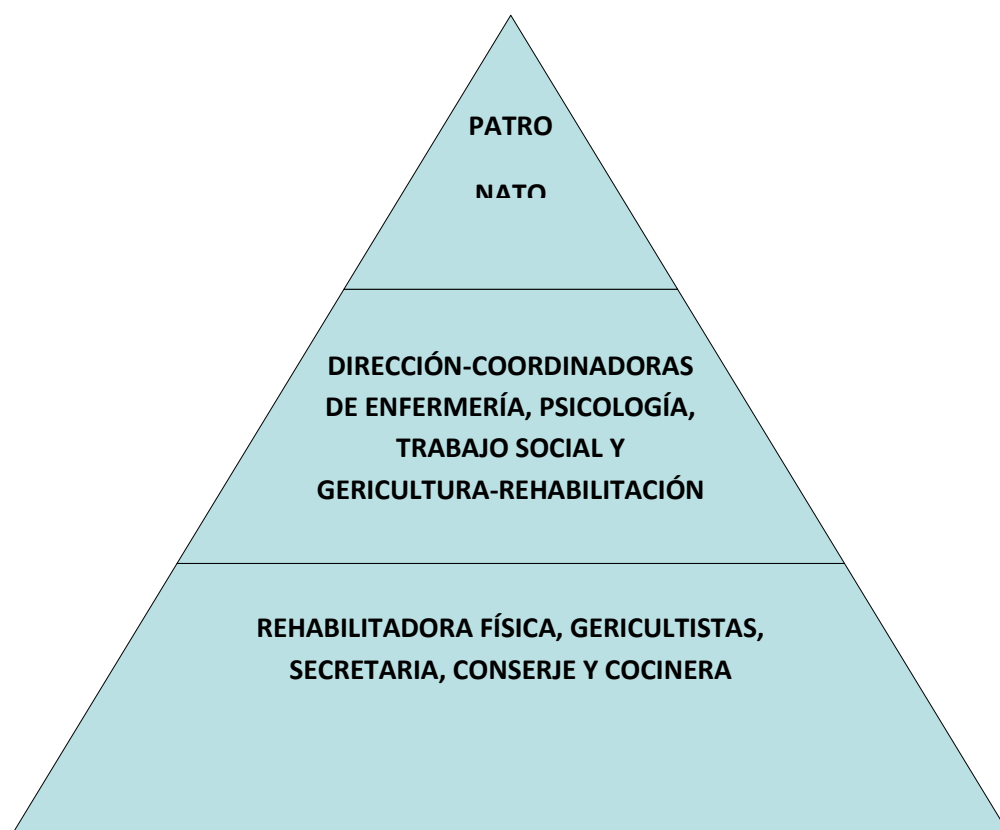 PATRO
NATO
DIRECCIÓN-COORDINADORAS
DE ENFERMERÍA, PSICOLOGÍA,
TRABAJO SOCIAL Y
GERICULTURA-REHABILITACIÓN
REHABILITADORA FÍSICA, GERICULTISTAS,
SECRETARIA, CONSERJE Y COCINERA